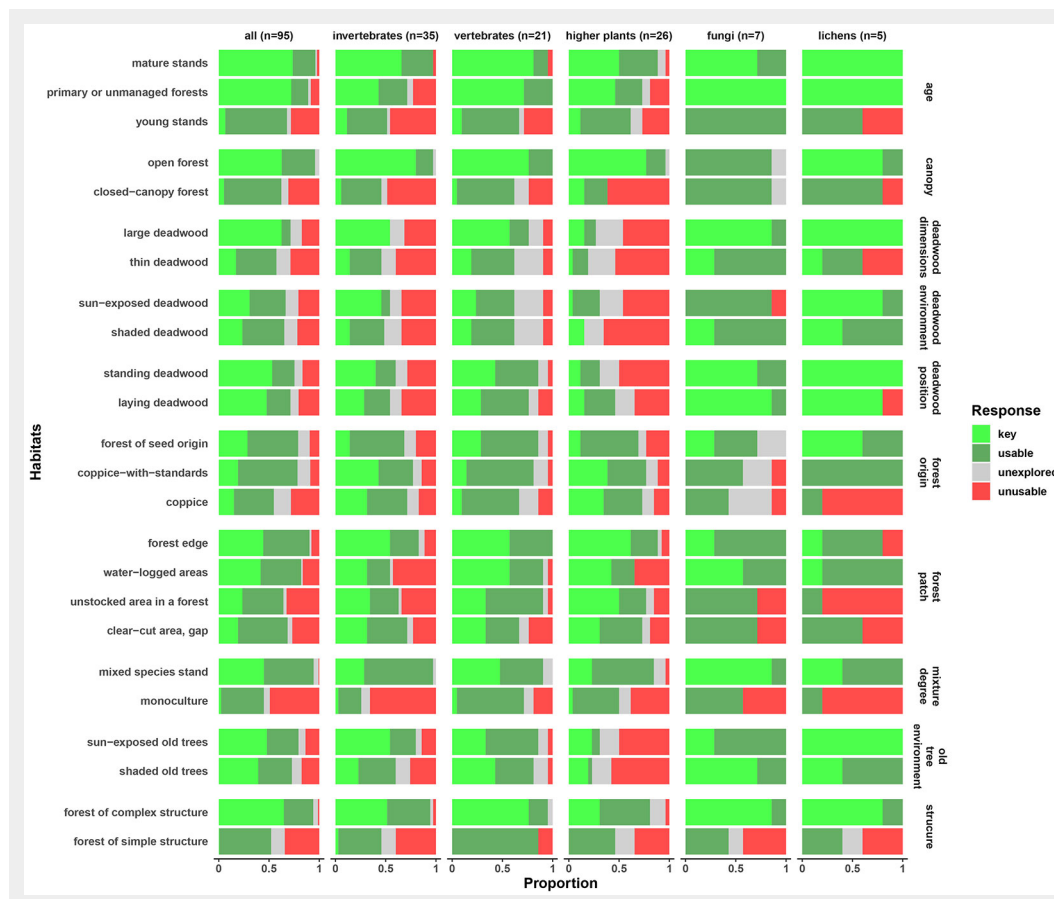 all (n=95) invertebrates (n=35) vertebrates (n=21) higher plants (n=26) fungi (n=7) lichens (n=5)
mature stands
primary or unmanaged forests
young stands
age
open forest
closed−canopy forest
canopy
large deadwood
thin deadwood
deadwood
dimensions
sun−exposed deadwood
shaded deadwood
deadwood
environment
standing deadwood
laying deadwood
deadwood
position
forest of seed origin
coppice−with−standards
coppice
forest
origin
forest edge
water−logged areas
unstocked area in a forest
clear−cut area, gap
forest
patch
mixed species stand
monoculture
mixture
degree
sun−exposed old trees
shaded old trees
old
tree
environment
forest of complex structure
forest of simple structure
strucure
Habitats
Response
key
usable
unexplored
unusable
0 0.5 1 0 0.5 1 0 0.5 1 0 0.5 1 0 0.5 1 0 0.5 1
Proportion